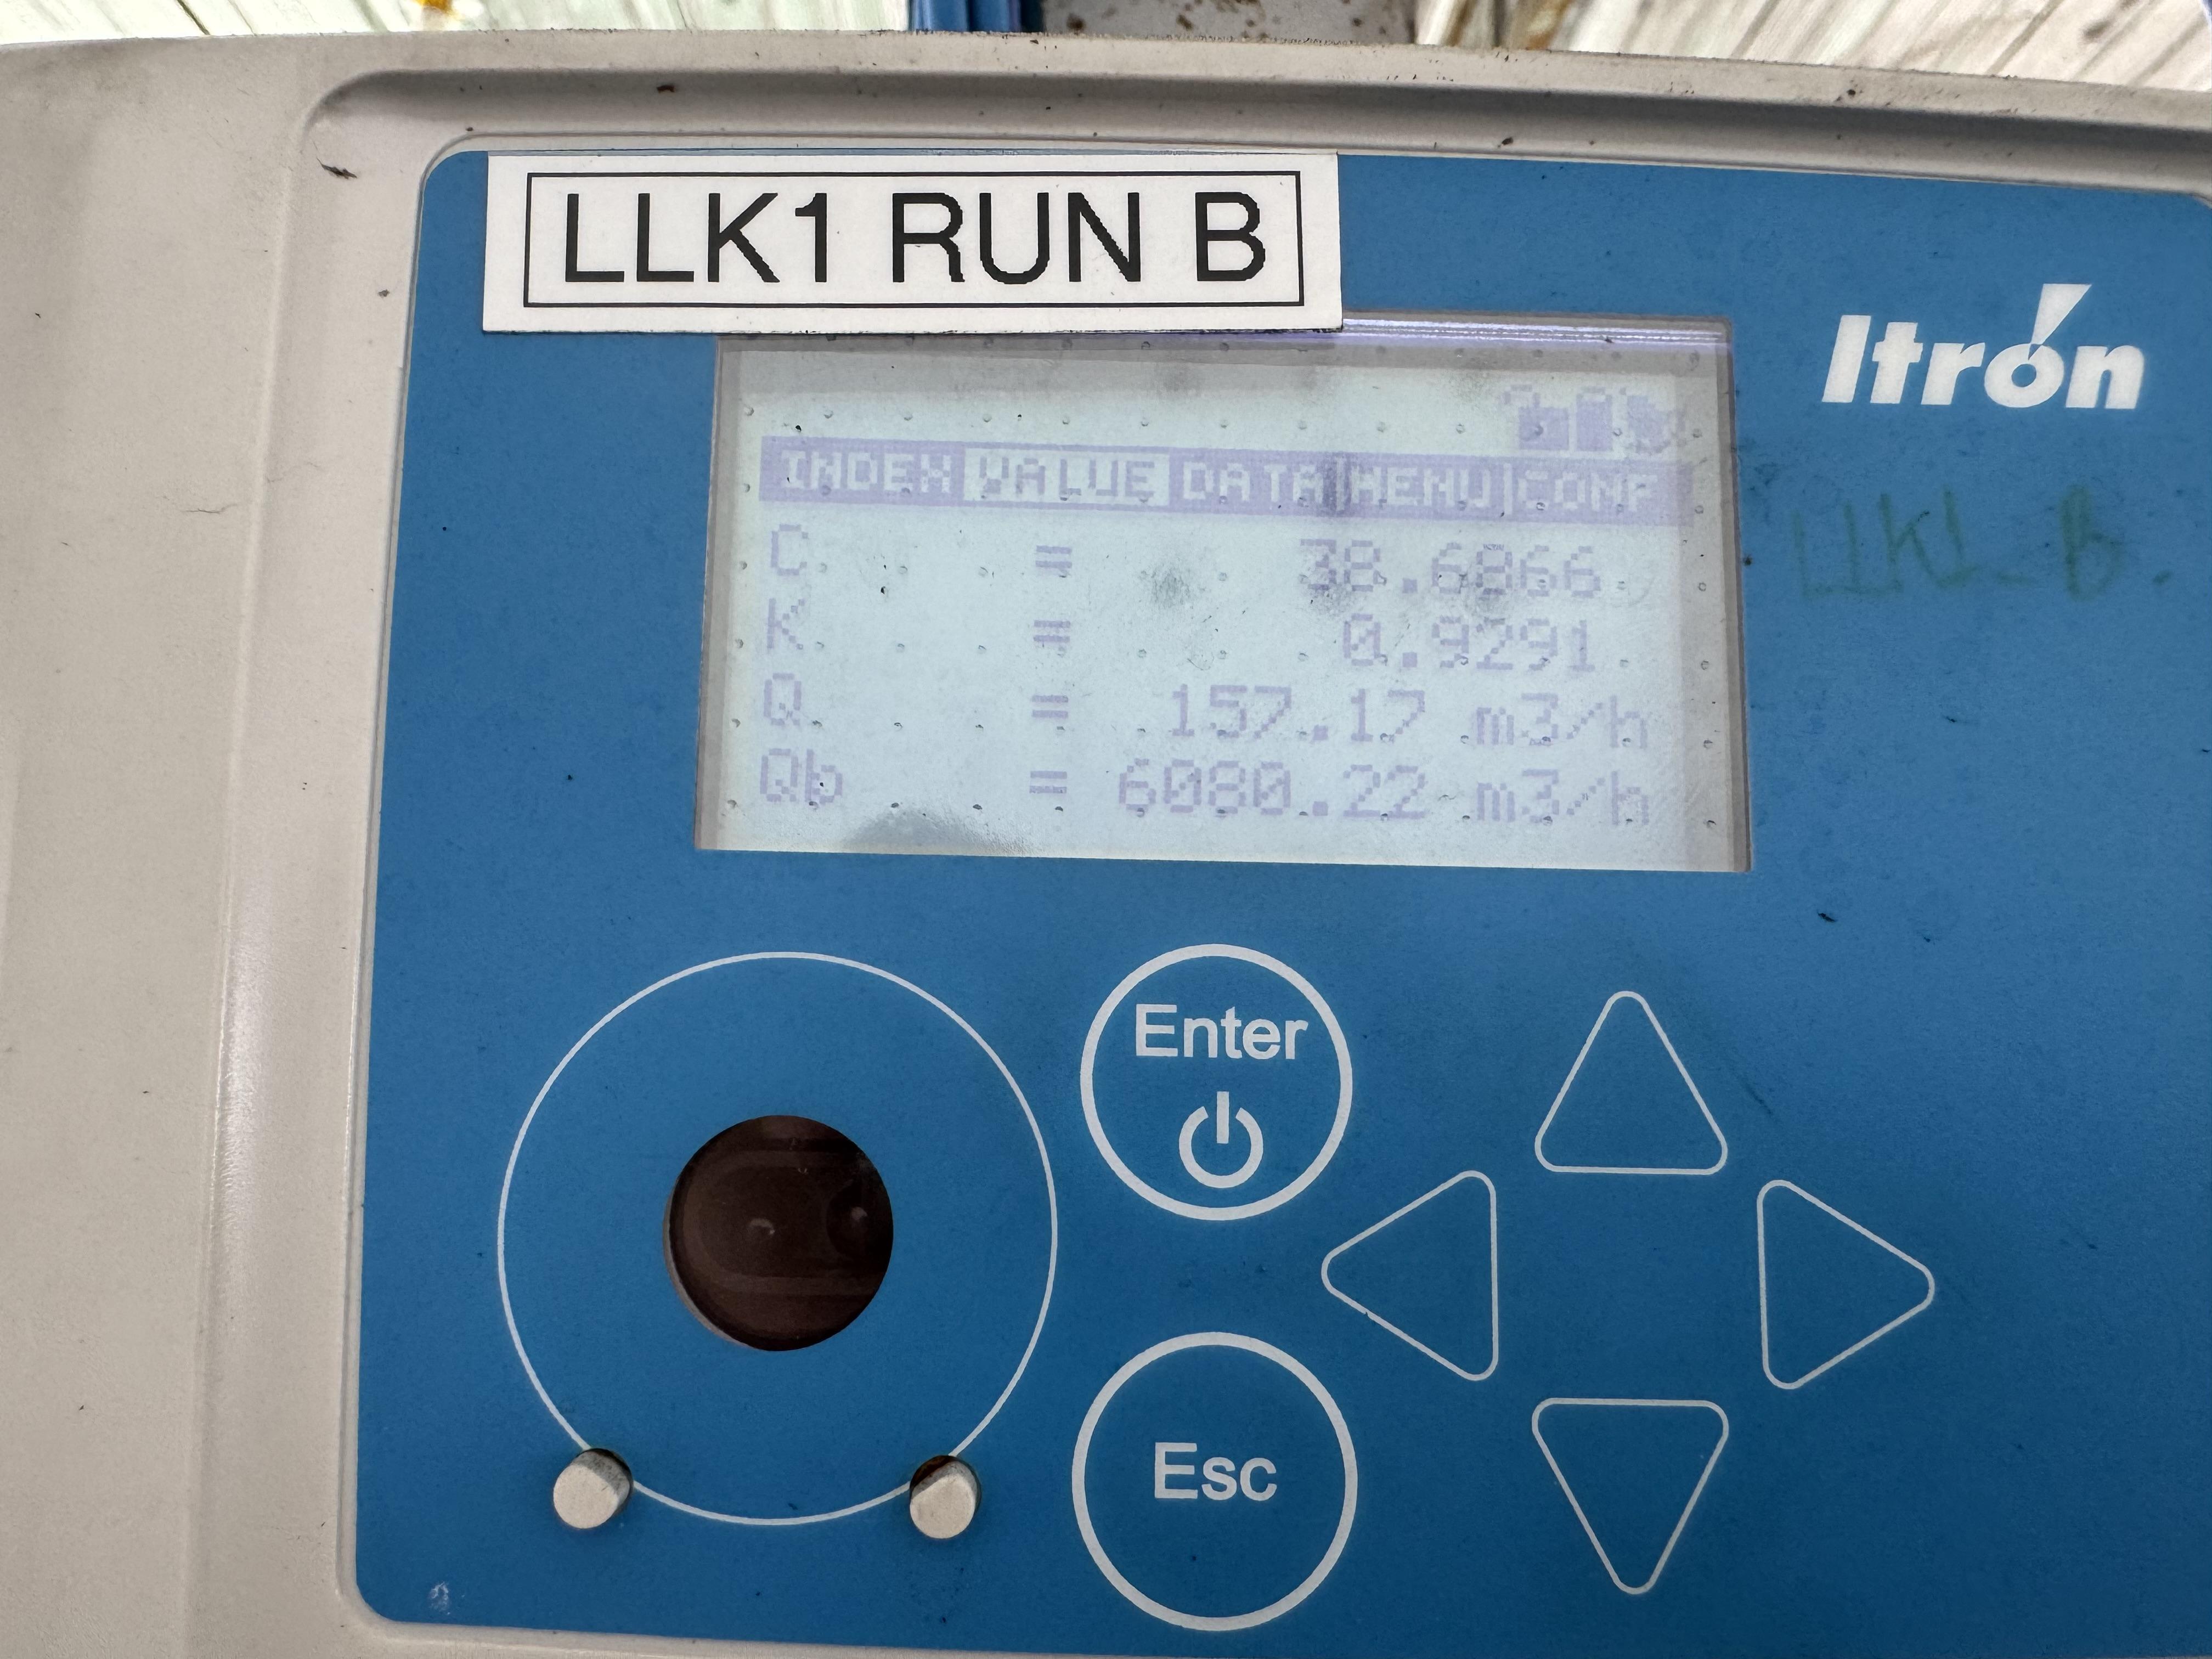 LLK1 RUN B
Itrón
INDEX VALUE DATA MENU CONF
C = 38.6866
K = 0.9291
Q = 157.17 m3/h
Qb = 6080.22 m3/h
LLK1 B.
Enter
Esc